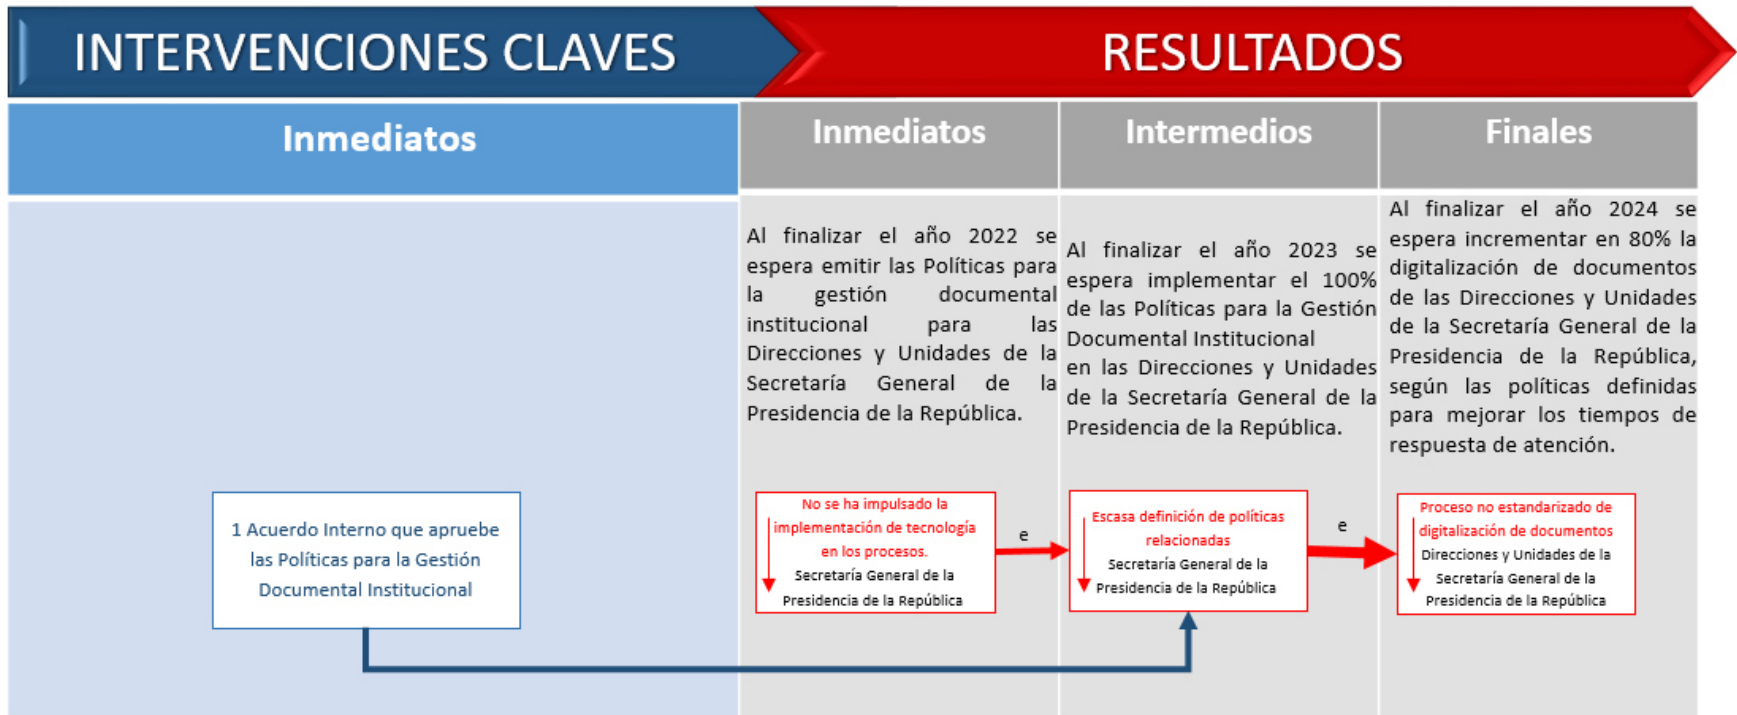 INTERVENCIONES CLAVES
RESULTADOS
Inmediatos
Inmediatos
Intermedios
Finales
Al finalizar el año 2022 se
espera emitir las Políticas para
la gestión documental
institucional para las
Direcciones y Unidades de la
Secretaría General de la
Presidencia de la República.
Al finalizar el año 2023 se
espera implementar el 100%
de las Políticas para la Gestión
Documental Institucional
en las Direcciones y Unidades
de la Secretaría General de la
Presidencia de la República.
Al finalizar el año 2024 se
espera incrementar en 80% la
digitalización de documentos
de las Direcciones y Unidades
de la Secretaría General de la
Presidencia de la República,
según las políticas definidas
para mejorar los tiempos de
respuesta de atención.
1 Acuerdo Interno que apruebe
las Políticas para la Gestión
Documental Institucional
No se ha impulsado la
implementación de tecnología
en los procesos.
Secretaría General de la
Presidencia de la República
e
Escasa definición de políticas
relacionadas
Secretaría General de la
Presidencia de la República
e
Proceso no estandarizado de
digitalización de documentos
Direcciones y Unidades de la
Secretaría General de la
Presidencia de la República